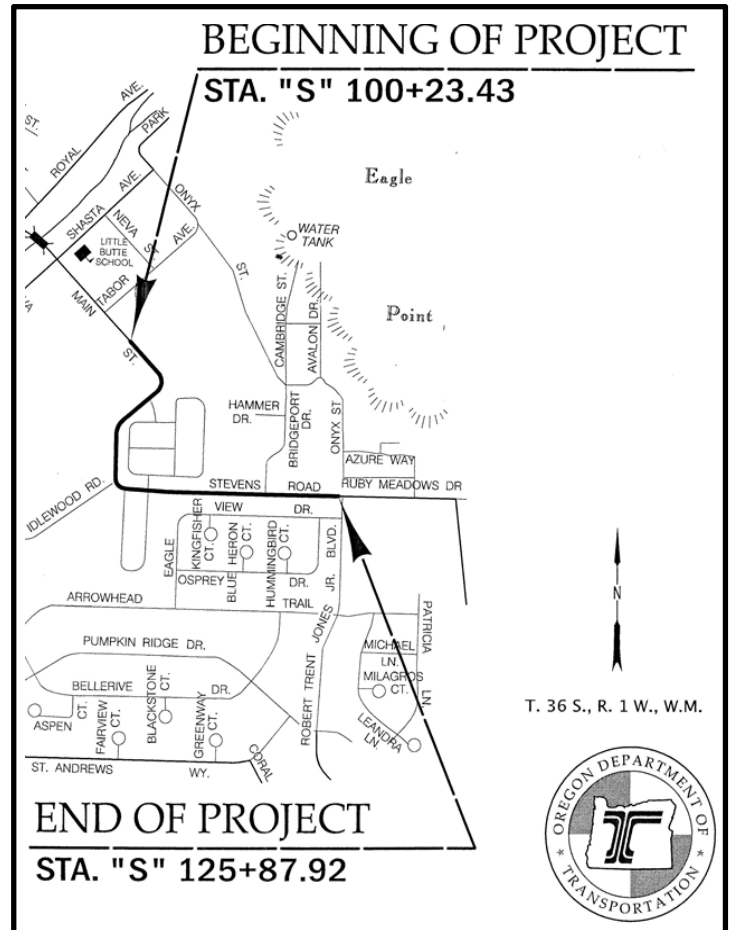 BEGINNING OF PROJECT
STA. "S" 100+23.43
AVE.
PARK
ST.
ROYAL
AVE.
SHASTA
ONYX
ST.
NEVA
ST.
AVE.
TABOR
LITTLE
BUTTE
SCHOOL
MAIN
ST.
Eagle
WATER
TANK
Point
CAMBRIDGE ST.
AVALON DR.
HAMMER
DR.
BRIDGEPORT
DR.
ONYX ST
AZURE WAY
STEVENS ROAD
RUBY MEADOWS DR
IDLEWOOD RD.
EAGLE
VIEW DR.
KINGFISHER
CT.
BLUE HERON
CT.
HUMMINGBIRD
CT.
OSPREY DR.
ROBERT TRENT JONES JR. BLVD.
ARROWHEAD TRAIL
PUMPKIN RIDGE DR.
PATRICIA LN.
MICHAEL
LN.
MILAGROS
CT.
LEANDRA
LN.
BELLERIVE DR.
ASPEN
CT.
FAIRVIEW
CT.
BLACKSTONE
CT.
GREENWAY
CT.
CORAL
ST. ANDREWS WY.
N
T. 36 S., R. 1 W., W.M.
END OF PROJECT
STA. "S" 125+87.92
OREGON DEPARTMENT OF
TRANSPORTATION